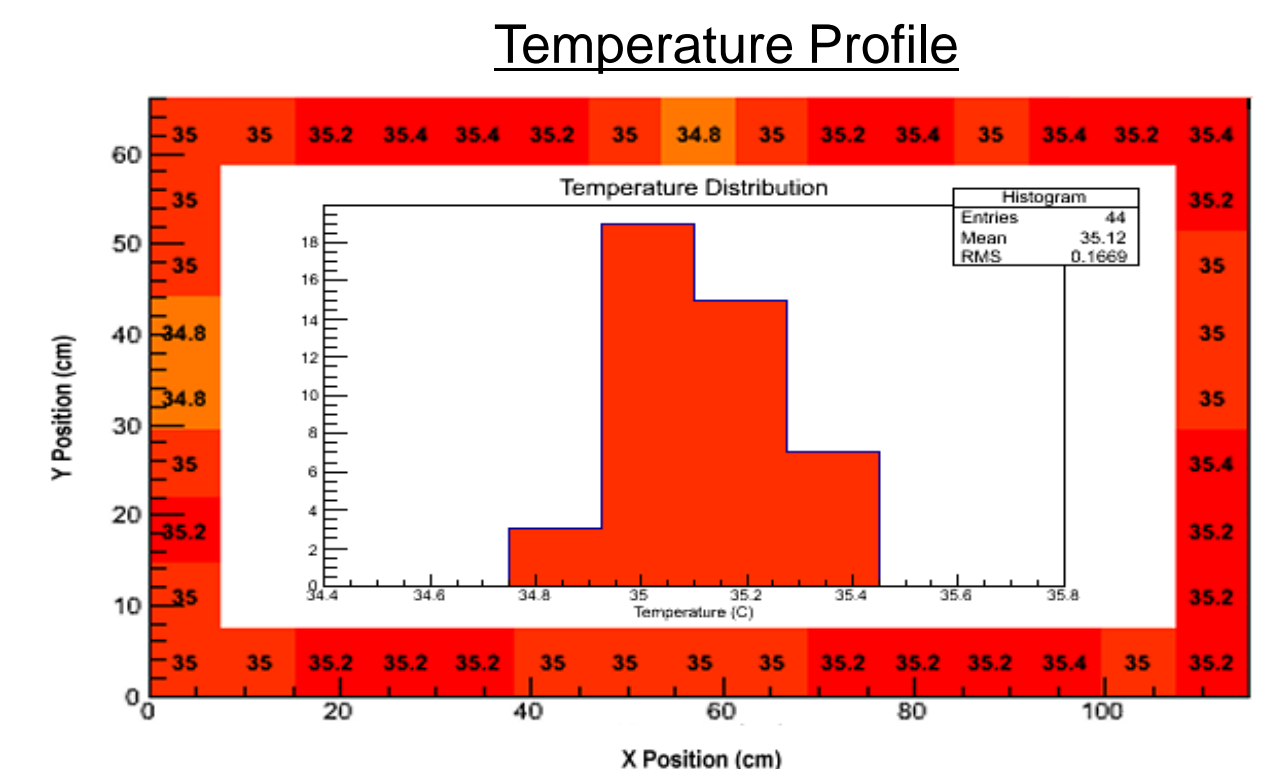 Temperature Profile
35 35 35.2 35.4 35.4 35.2 35 34.8 35 35.2 35.4 35 35.4 35.2 35.4
60
Temperature Distribution
Histogram
35 35.2
Entries 44
18
Mean 35.12
50
RMS 0.1669
35 35
16
14
40 34.8 35
12
10
34.8 35
30
8
35 35.4
6
20
4
35.2 35.2
2
0
34.4 34.6 34.8 35 35.2 35.4 35.6 35.8
10 35 35.2
Temperature (C)
35 35 35.2 35.2 35.2 35 35 35 35 35.2 35.2 35.2 35.4 35 35.2
0
0 20 40 60 80 100
Y Position (cm)
X Position (cm)